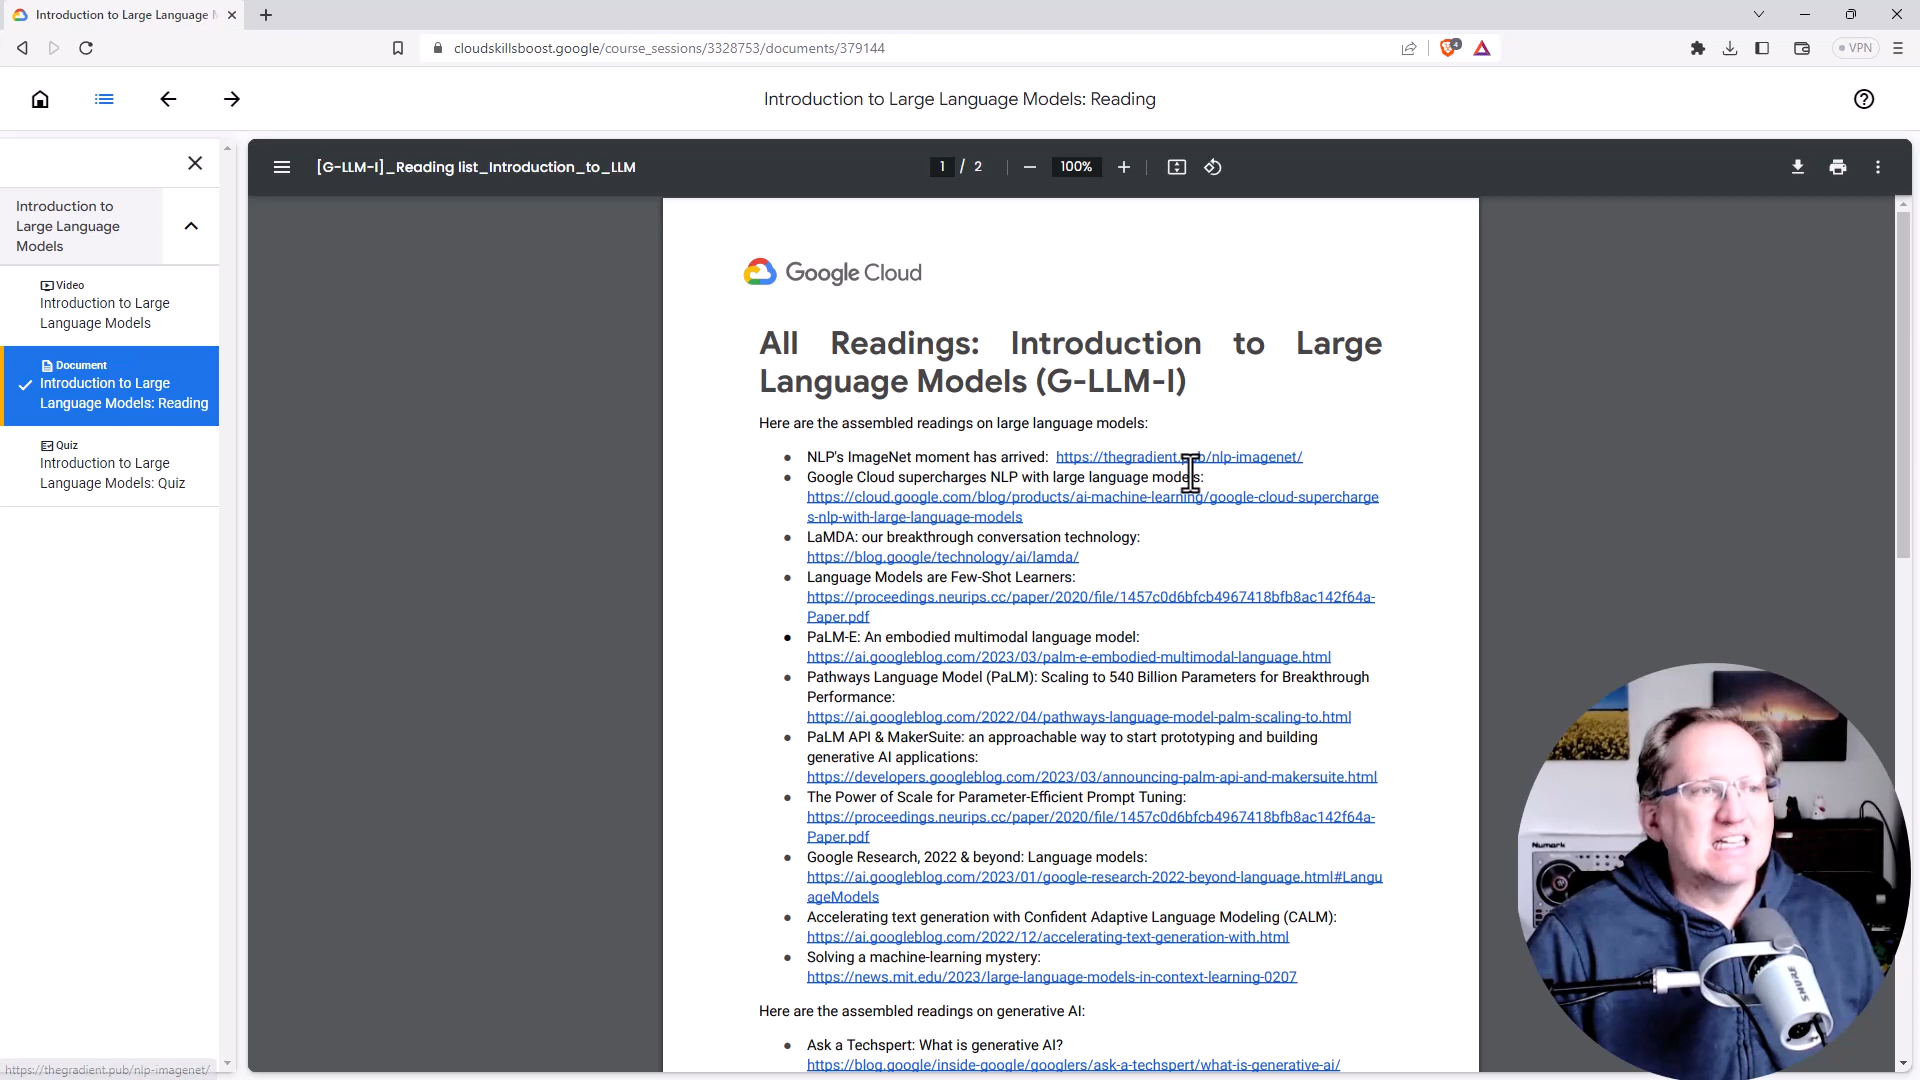 Introduction to Large Language M
cloudskillsboost.google/course_sessions/3328753/documents/379144
4
VPN
Introduction to Large Language Models: Reading
Introduction to
Large Language
Models
Video
Introduction to Large
Language Models
Document
Introduction to Large
Language Models: Reading
Quiz
Introduction to Large
Language Models: Quiz
[G-LLM-I]_Reading list_Introduction_to_LLM
1 / 2
100%
Google Cloud
All Readings: Introduction to Large
Language Models (G-LLM-I)
Here are the assembled readings on large language models:
● NLP's ImageNet moment has arrived: https://thegradient.pub/nlp-imagenet/
● Google Cloud supercharges NLP with large language models:
https://cloud.google.com/blog/products/ai-machine-learning/google-cloud-supercharge
s-nlp-with-large-language-models
● LaMDA: our breakthrough conversation technology:
https://blog.google/technology/ai/lamda/
● Language Models are Few-Shot Learners:
https://proceedings.neurips.cc/paper/2020/file/1457c0d6bfcb4967418bfb8ac142f64a-
Paper.pdf
● PaLM-E: An embodied multimodal language model:
https://ai.googleblog.com/2023/03/palm-e-embodied-multimodal-language.html
● Pathways Language Model (PaLM): Scaling to 540 Billion Parameters for Breakthrough
Performance:
https://ai.googleblog.com/2022/04/pathways-language-model-palm-scaling-to.html
● PaLM API & MakerSuite: an approachable way to start prototyping and building
generative AI applications:
https://developers.googleblog.com/2023/03/announcing-palm-api-and-makersuite.html
● The Power of Scale for Parameter-Efficient Prompt Tuning:
https://proceedings.neurips.cc/paper/2020/file/1457c0d6bfcb4967418bfb8ac142f64a-
Paper.pdf
● Google Research, 2022 & beyond: Language models:
https://ai.googleblog.com/2023/01/google-research-2022-beyond-language.html#Langu
ageModels
● Accelerating text generation with Confident Adaptive Language Modeling (CALM):
https://ai.googleblog.com/2022/12/accelerating-text-generation-with.html
● Solving a machine-learning mystery:
https://news.mit.edu/2023/large-language-models-in-context-learning-0207
Here are the assembled readings on generative AI:
● Ask a Techspert: What is generative AI?
https://blog.google/inside-google/googlers/ask-a-techspert/what-is-generative-ai/
https://thegradient.pub/nlp-imagenet/
Numark
SHURE